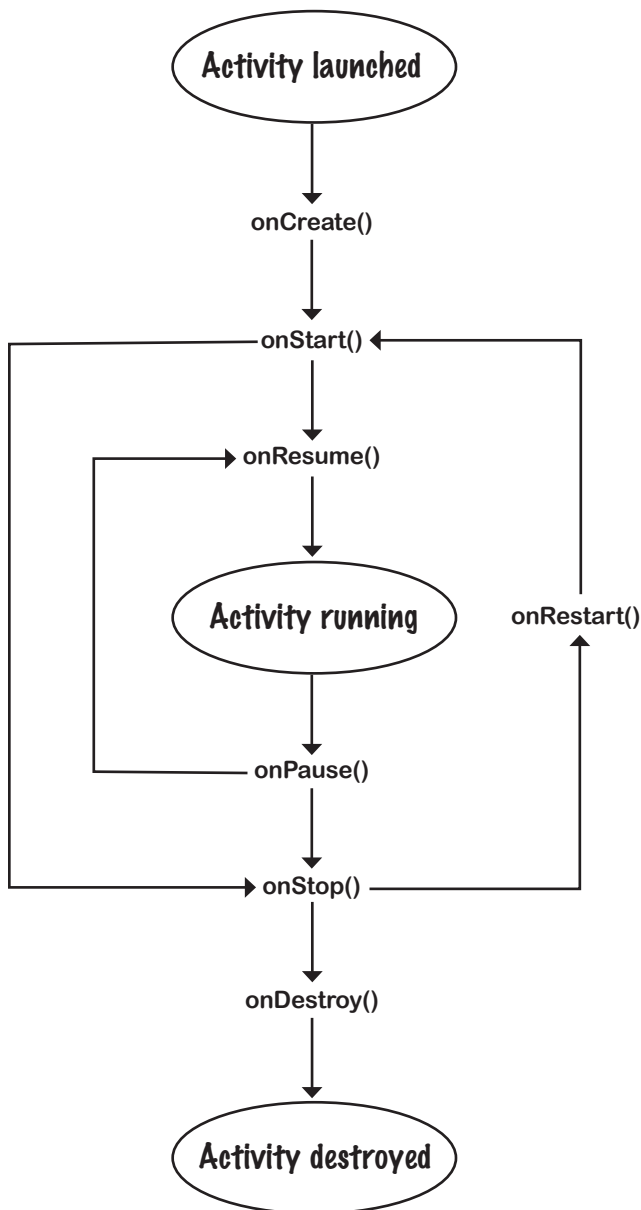 Activity launched
onCreate()
onStart()
onResume()
Activity running
onRestart()
onPause()
onStop()
onDestroy()
Activity destroyed